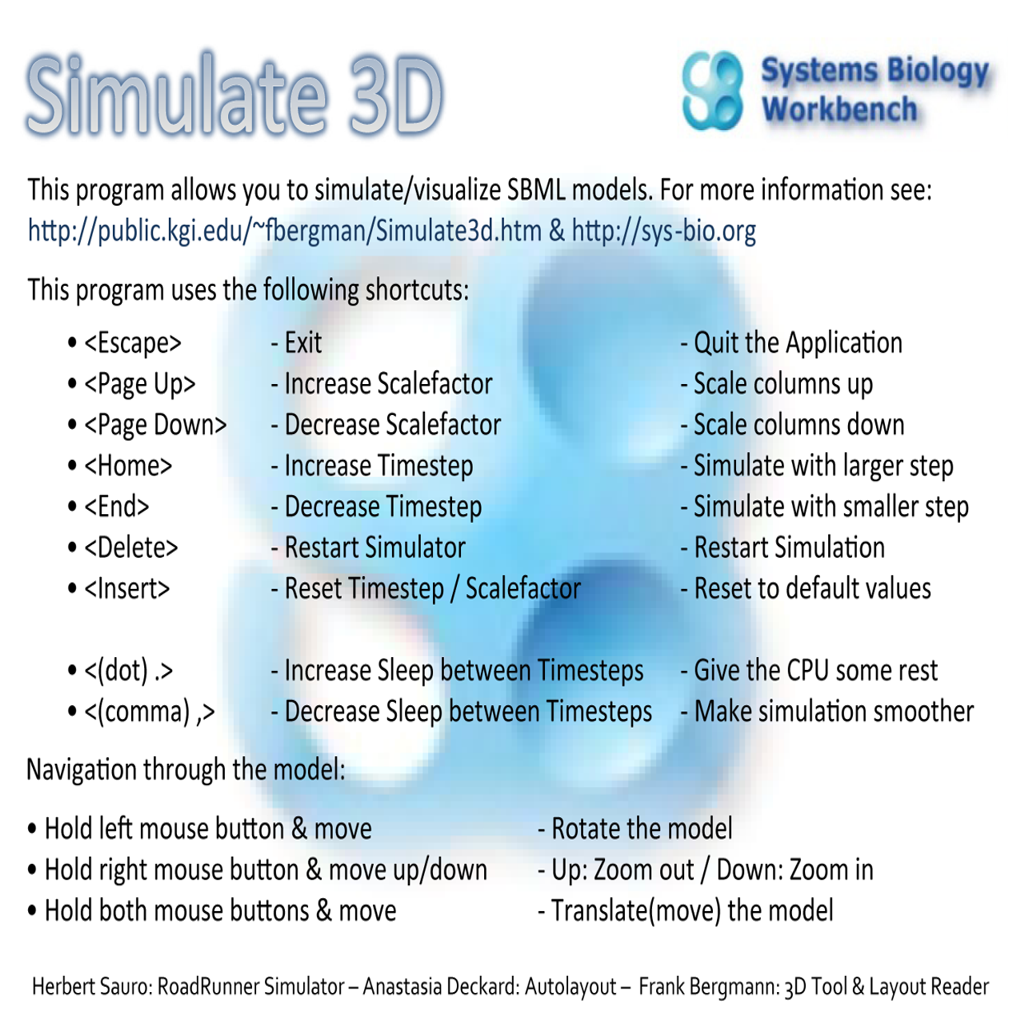 Simulate 3D
Systems Biology
Workbench
This program allows you to simulate/visualize SBML models. For more information see:
http://public.kgi.edu/~fbergman/Simulate3d.htm & http://sys-bio.org
This program uses the following shortcuts:
• <Escape> - Exit - Quit the Application
• <Page Up> - Increase Scalefactor - Scale columns up
• <Page Down> - Decrease Scalefactor - Scale columns down
• <Home> - Increase Timestep - Simulate with larger step
• <End> - Decrease Timestep - Simulate with smaller step
• <Delete> - Restart Simulator - Restart Simulation
• <Insert> - Reset Timestep / Scalefactor - Reset to default values
• <(dot) .> - Increase Sleep between Timesteps - Give the CPU some rest
• <(comma) ,> - Decrease Sleep between Timesteps - Make simulation smoother
Navigation through the model:
• Hold left mouse button & move - Rotate the model
• Hold right mouse button & move up/down - Up: Zoom out / Down: Zoom in
• Hold both mouse buttons & move - Translate(move) the model
Herbert Sauro: RoadRunner Simulator – Anastasia Deckard: Autolayout – Frank Bergmann: 3D Tool & Layout Reader